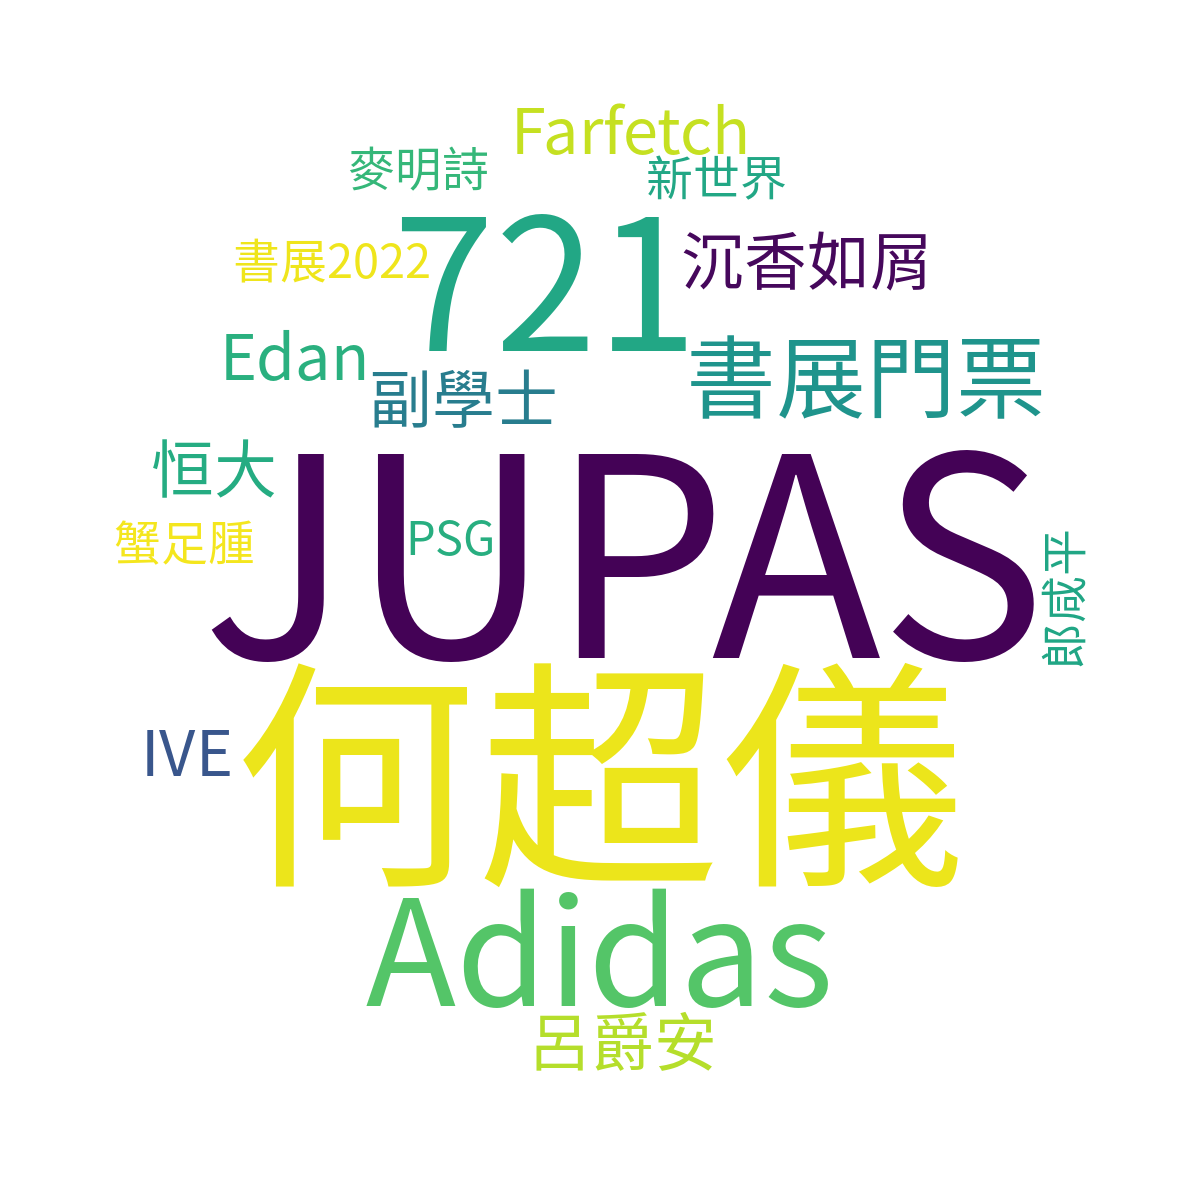 Farfetch
麥明詩
新世界
721
沉香如屑
書展2022
Edan
副學士
書展門票
恒大
JUPAS
蟹足腫
PSG
郎咸平
何超儀
IVE
Adidas
呂爵安